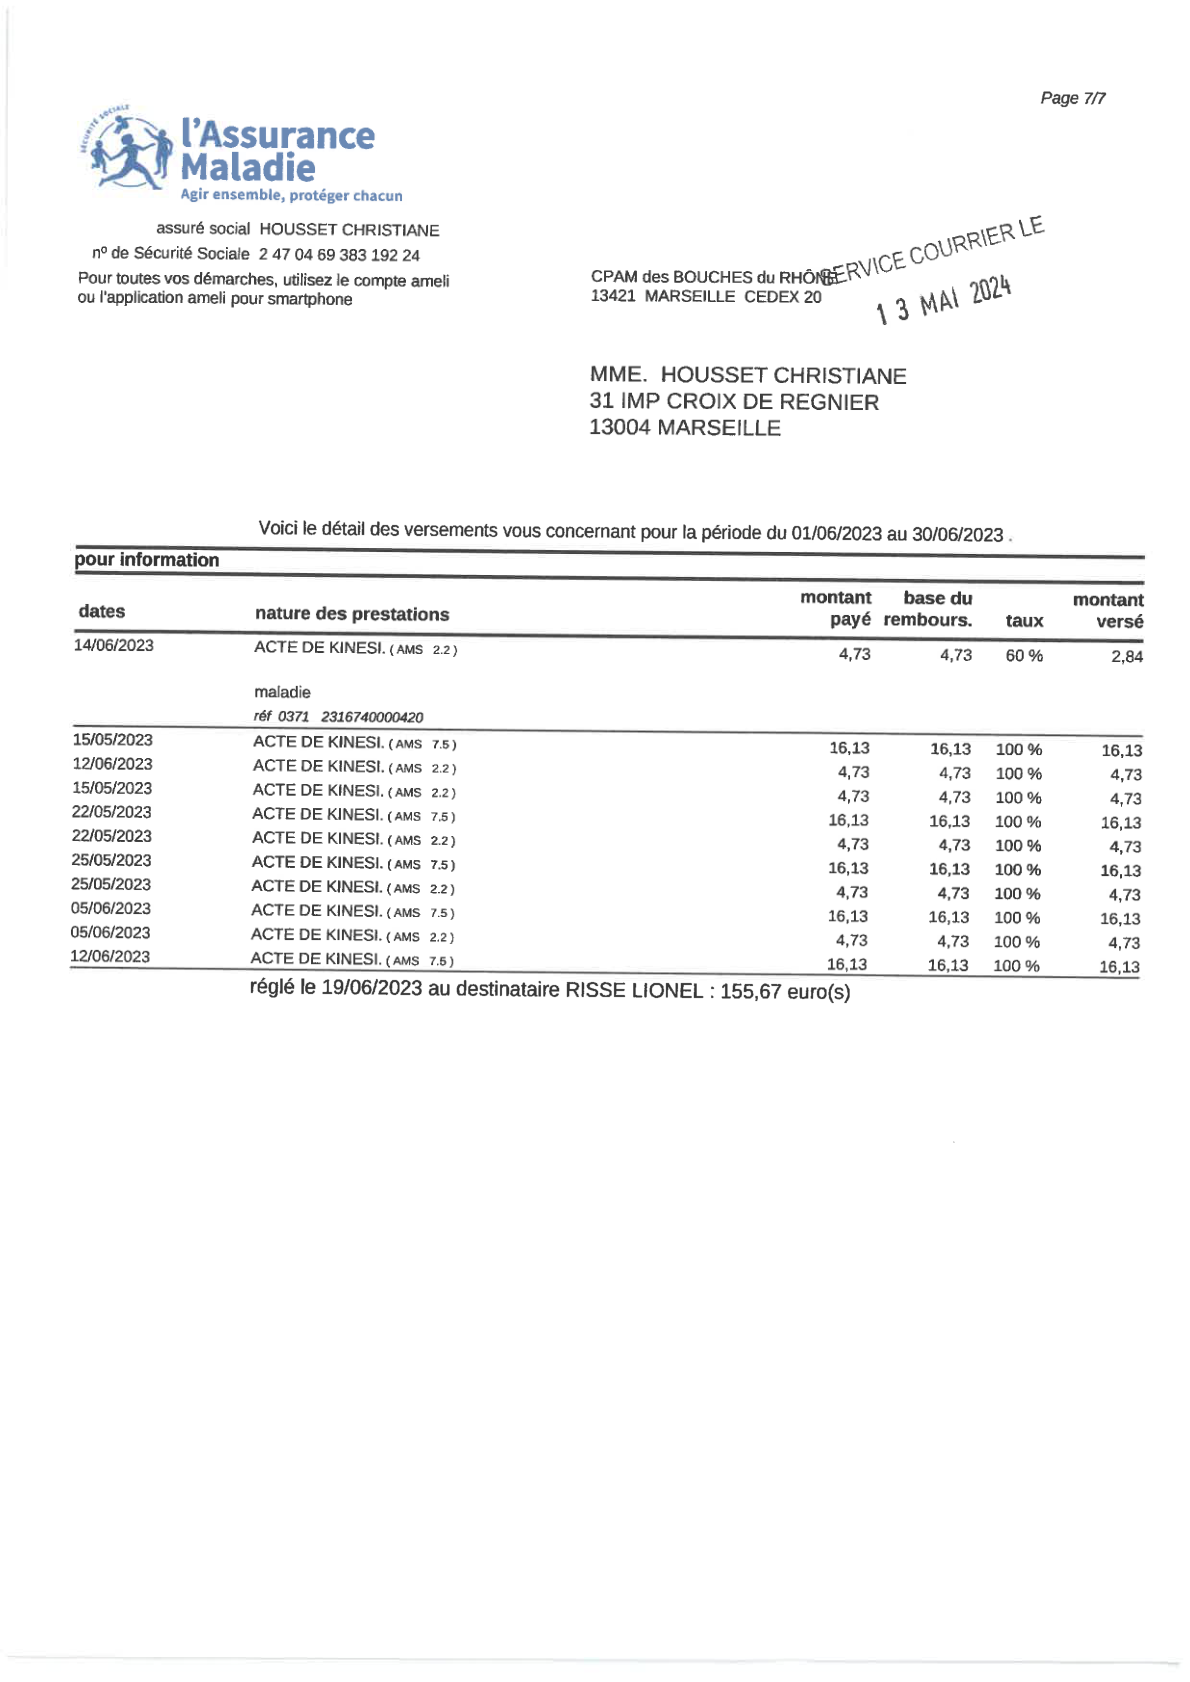 Page 7/7
SÉCURITÉ SOCIALE
l'Assurance
Maladie
Agir ensemble, protéger chacun
assuré social HOUSSET CHRISTIANE
nº de Sécurité Sociale 2 47 04 69 383 192 24
Pour toutes vos démarches, utilisez le compte ameli
ou l'application ameli pour smartphone
CPAM des BOUCHES du RHÔNE
13421 MARSEILLE CEDEX 20
SERVICE COURRIER LE
13 MAI 2024
MME. HOUSSET CHRISTIANE
31 IMP CROIX DE REGNIER
13004 MARSEILLE
Voici le détail des versements vous concernant pour la période du 01/06/2023 au 30/06/2023 .
pour information
dates nature des prestations montant payé base du rembours. taux montant versé
14/06/2023 ACTE DE KINESI. ( AMS 2.2 ) 4,73 4,73 60 % 2,84
maladie
réf 0371 2316740000420
15/05/2023 ACTE DE KINESI. ( AMS 7.5 ) 16,13 16,13 100 % 16,13
12/06/2023 ACTE DE KINESI. ( AMS 2.2 ) 4,73 4,73 100 % 4,73
15/05/2023 ACTE DE KINESI. ( AMS 2.2 ) 4,73 4,73 100 % 4,73
22/05/2023 ACTE DE KINESI. ( AMS 7.5 ) 16,13 16,13 100 % 16,13
22/05/2023 ACTE DE KINESI. ( AMS 2.2 ) 4,73 4,73 100 % 4,73
25/05/2023 ACTE DE KINESI. ( AMS 7.5 ) 16,13 16,13 100 % 16,13
25/05/2023 ACTE DE KINESI. ( AMS 2.2 ) 4,73 4,73 100 % 4,73
05/06/2023 ACTE DE KINESI. ( AMS 7.5 ) 16,13 16,13 100 % 16,13
05/06/2023 ACTE DE KINESI. ( AMS 2.2 ) 4,73 4,73 100 % 4,73
12/06/2023 ACTE DE KINESI. ( AMS 7.5 ) 16,13 16,13 100 % 16,13
réglé le 19/06/2023 au destinataire RISSE LIONEL : 155,67 euro(s)